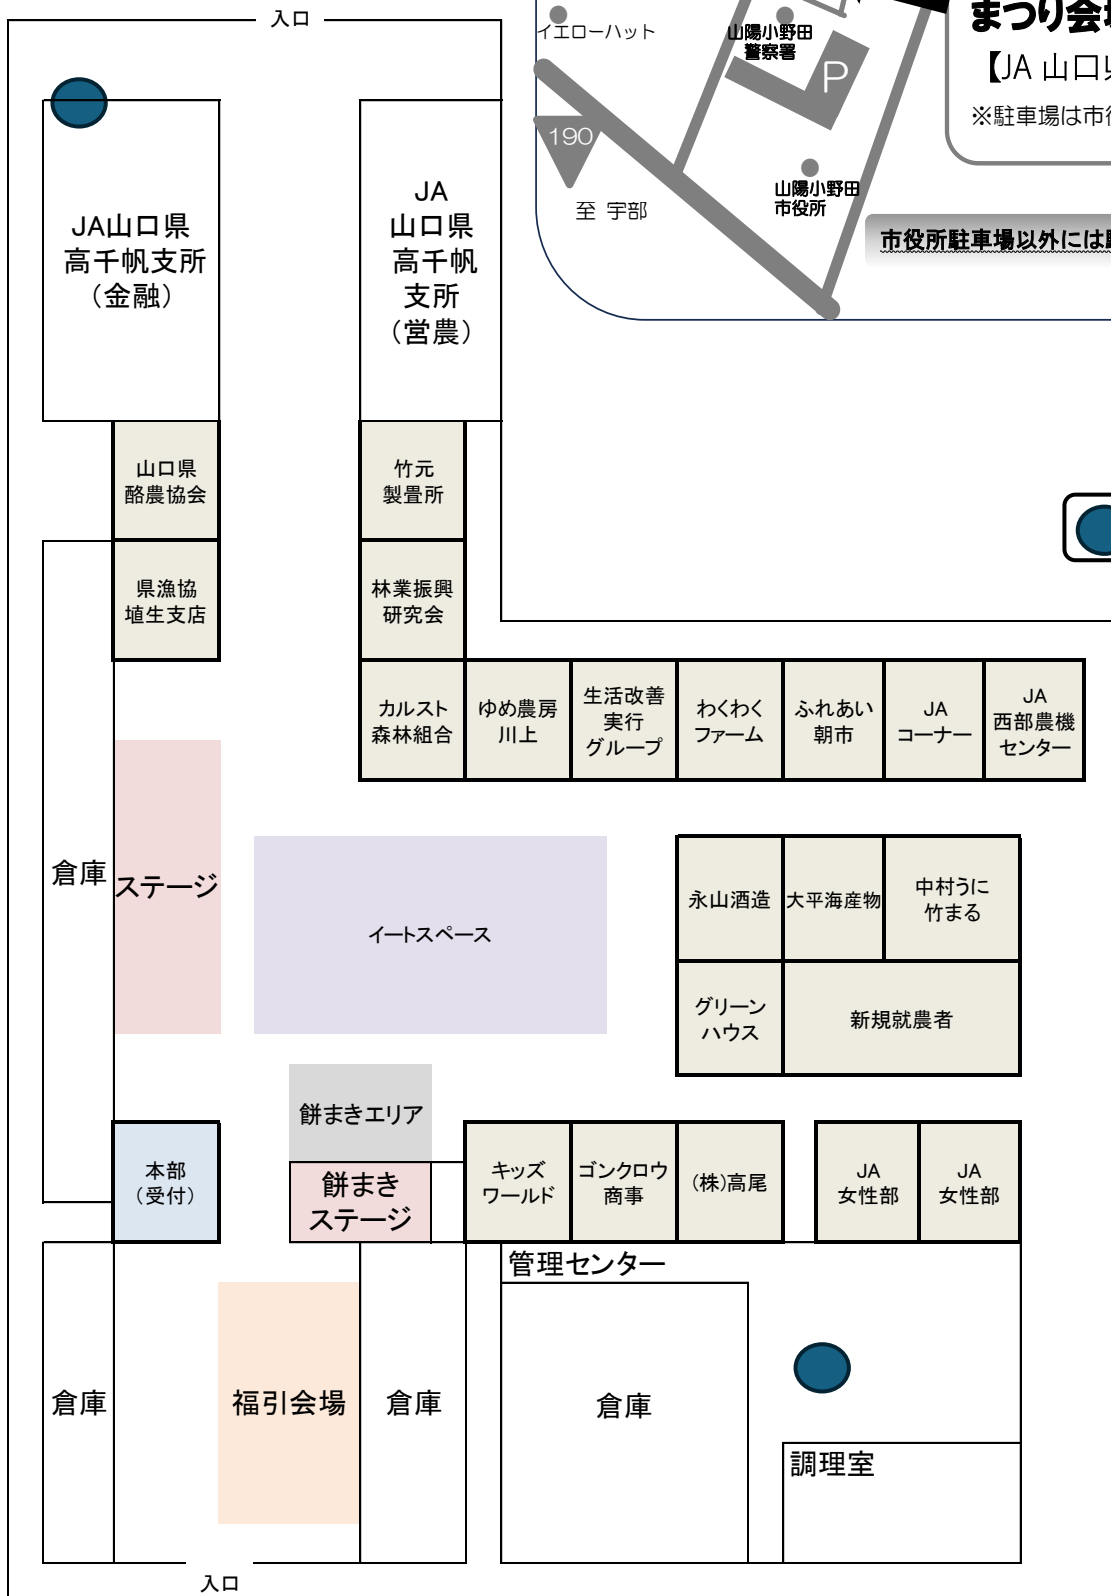 入口
イエローハット
山陽小野田
警察署
P
190
至 宇部
山陽小野田
市役所
まつり会
【JA 山口
※駐車場は市
市役所駐車場以外には
JA山口県
高千帆支所
（金融）
JA
山口県
高千帆
支所
（営農）
山口県
酪農協会
竹元
製畳所
県漁協
埴生支店
林業振興
研究会
カルスト
森林組合
ゆめ農房
川上
生活改善
実行
グループ
わくわく
ファーム
ふれあい
朝市
JA
コーナー
JA
西部農機
センター
倉庫
ステージ
イートスペース
永山酒造
大平海産物
中村うに
竹まる
グリーン
ハウス
新規就農者
餅まきエリア
本部
（受付）
餅まき
ステージ
キッズ
ワールド
ゴンクロウ
商事
(株)高尾
JA
女性部
JA
女性部
管理センター
倉庫
福引会場
倉庫
倉庫
調理室
入口